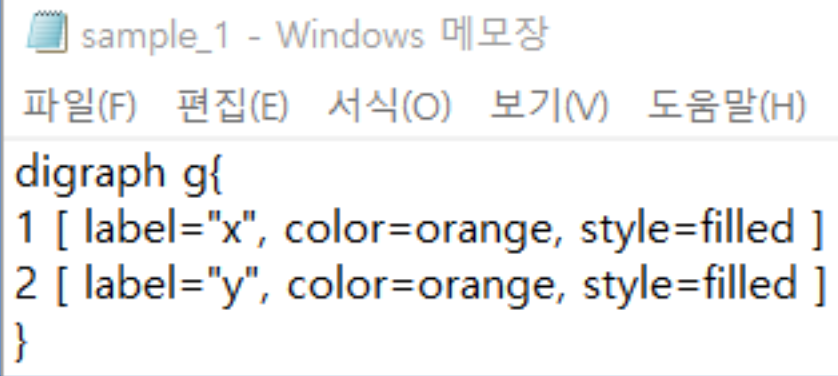 sample_1 - Windows 메모장
파일(F) 편집(E) 서식(O) 보기(V) 도움말(H)
digraph g{
1 [ label="x", color=orange, style=filled ]
2 [ label="y", color=orange, style=filled ]
}